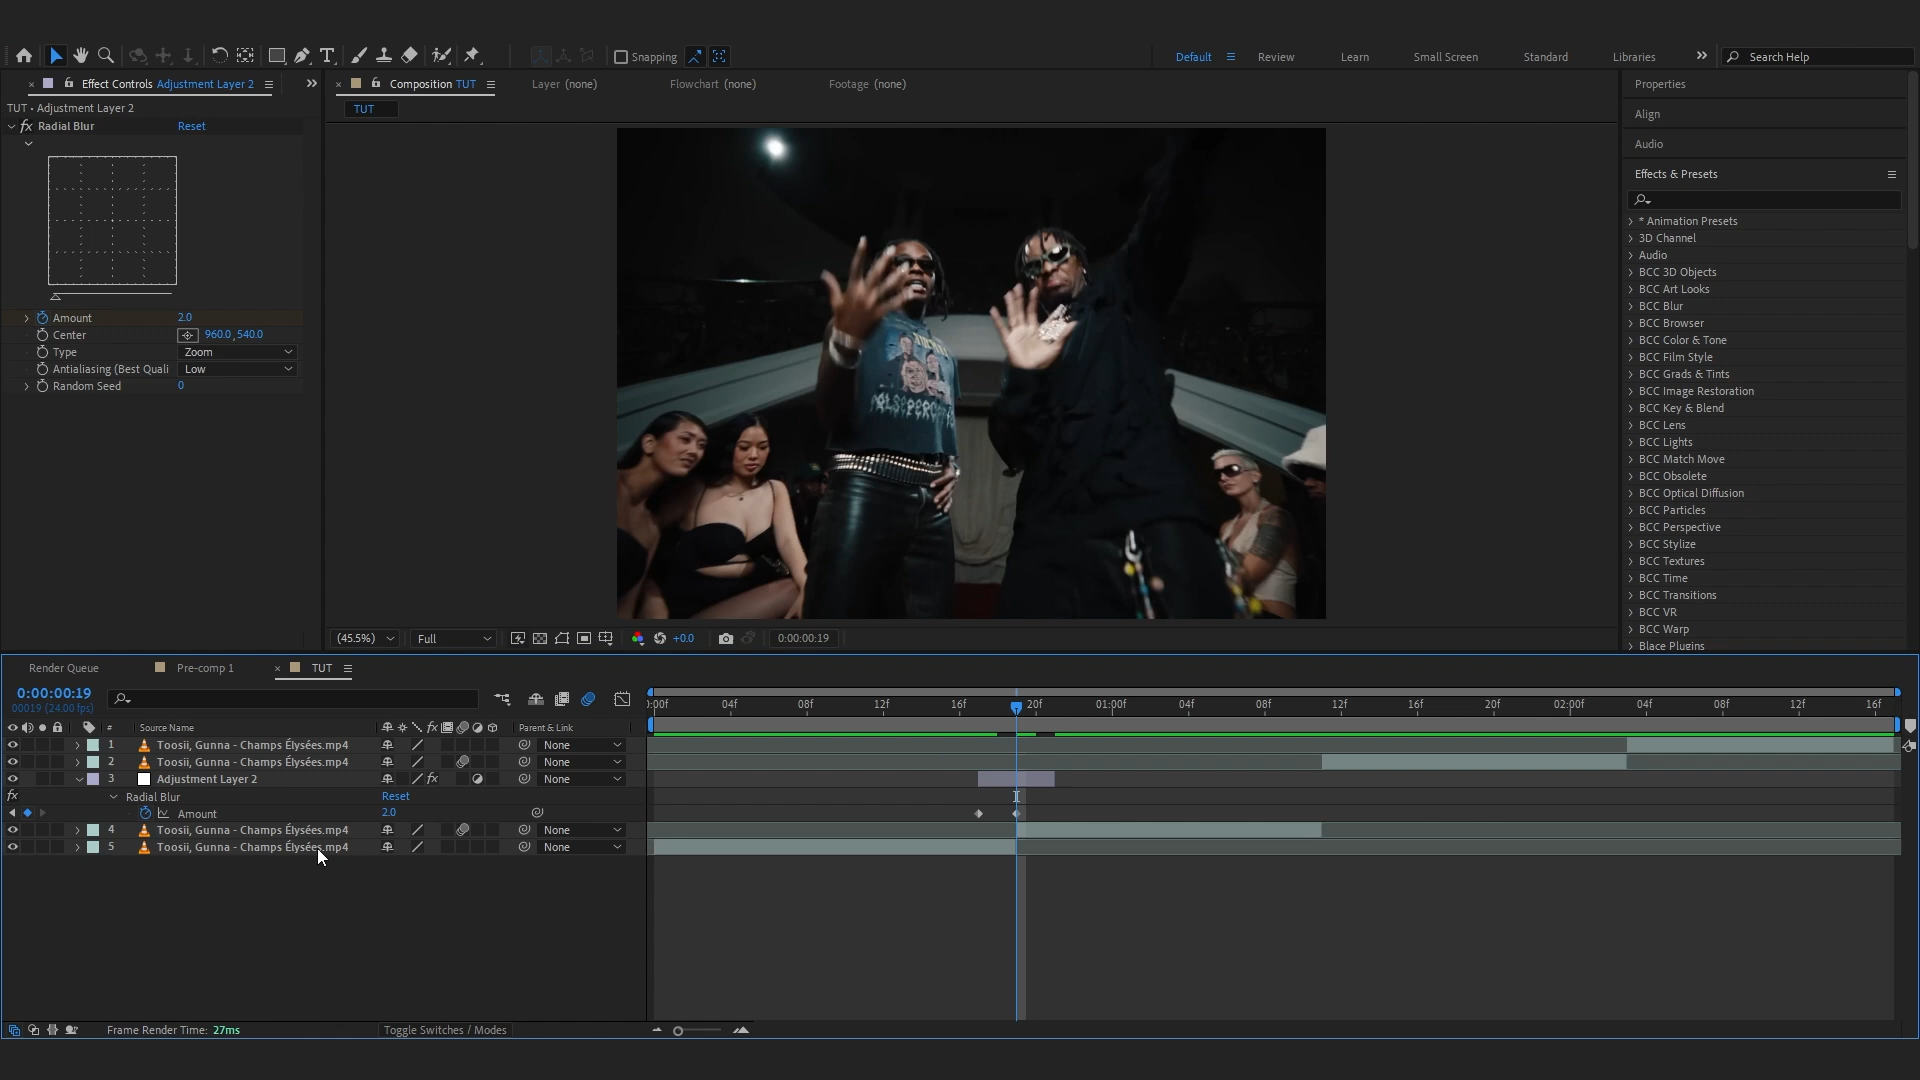 Snapping
Default
Review
Learn
Small Screen
Standard
Libraries
Search Help
Effect Controls Adjustment Layer 2
Composition TUT
Layer (none)
Flowchart (none)
Footage (none)
Properties
TUT • Adjustment Layer 2
TUT
Align
fx Radial Blur Reset
Audio
Effects & Presets
* Animation Presets
3D Channel
Audio
BCC 3D Objects
BCC Art Looks
BCC Blur
Amount 2.0
BCC Browser
Center 960.0, 540.0
BCC Color & Tone
Type Zoom
BCC Film Style
Antialiasing (Best Quali Low
BCC Grads & Tints
Random Seed 0
BCC Image Restoration
BCC Key & Blend
BCC Lens
BCC Lights
BCC Match Move
BCC Obsolete
BCC Optical Diffusion
BCC Particles
BCC Perspective
BCC Stylize
BCC Textures
BCC Time
BCC Transitions
BCC VR
BCC Warp
Blace Plugins
(45.5%) Full +0.0 0:00:00:19
Render Queue
Pre-comp 1
TUT
0:00:00:19
00019 (24.00 fps)
:00f 04f 08f 12f 16f 20f 01:00f 04f 08f 12f 16f 20f 02:00f 04f 08f 12f 16f
# Source Name fx Parent & Link
1 Toosii, Gunna - Champs Élysées.mp4 None
2 Toosii, Gunna - Champs Élysées.mp4 None
3 Adjustment Layer 2 fx None
fx Radial Blur Reset
Amount 2.0
4 Toosii, Gunna - Champs Élysées.mp4 None
5 Toosii, Gunna - Champs Élysées.mp4 None
Frame Render Time: 27ms
Toggle Switches / Modes